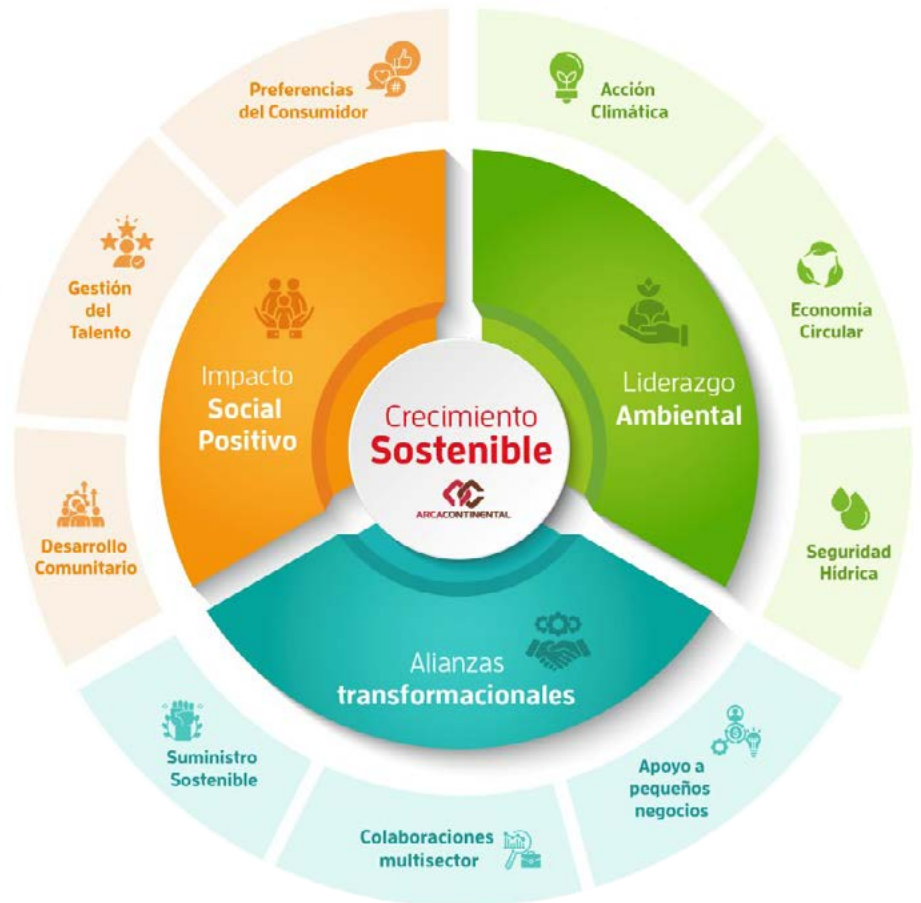 Preferencias
del Consumidor
Acción
Climática
Gestión
del
Talento
Economía
Circular
Impacto
Social
Positivo
Liderazgo
Ambiental
Crecimiento
Sostenible
ARCACONTINENTAL
Desarrollo
Comunitario
Seguridad
Hídrica
Alianzas
transformacionales
Suministro
Sostenible
Apoyo a
pequeños
negocios
Colaboraciones
multisector